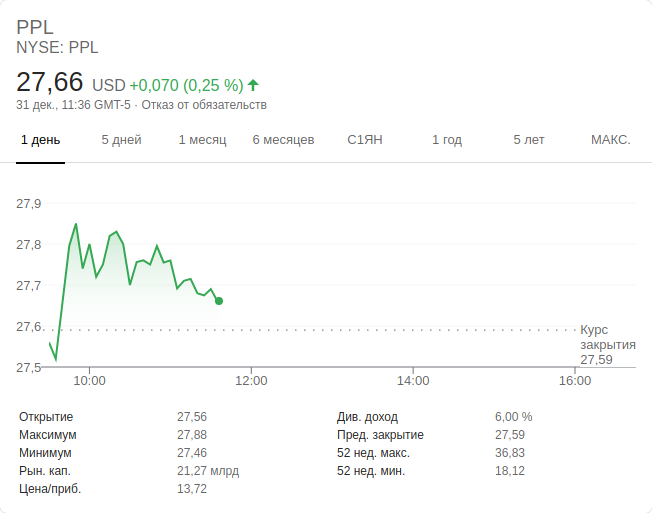 PPL
NYSE: PPL
27,66 USD +0,070 (0,25 %)
31 дек., 11:36 GMT-5 · Отказ от обязательств
1 день 5 дней 1 месяц 6 месяцев С1ЯН 1 год 5 лет МАКС.
27,9
27,8
27,7
27,6
27,5
Курс
закрытия
27,59
10:00 12:00 14:00 16:00
Открытие 27,56 Див. доход 6,00 %
Максимум 27,88 Пред. закрытие 27,59
Минимум 27,46 52 нед. макс. 36,83
Рын. кап. 21,27 млрд 52 нед. мин. 18,12
Цена/приб. 13,72